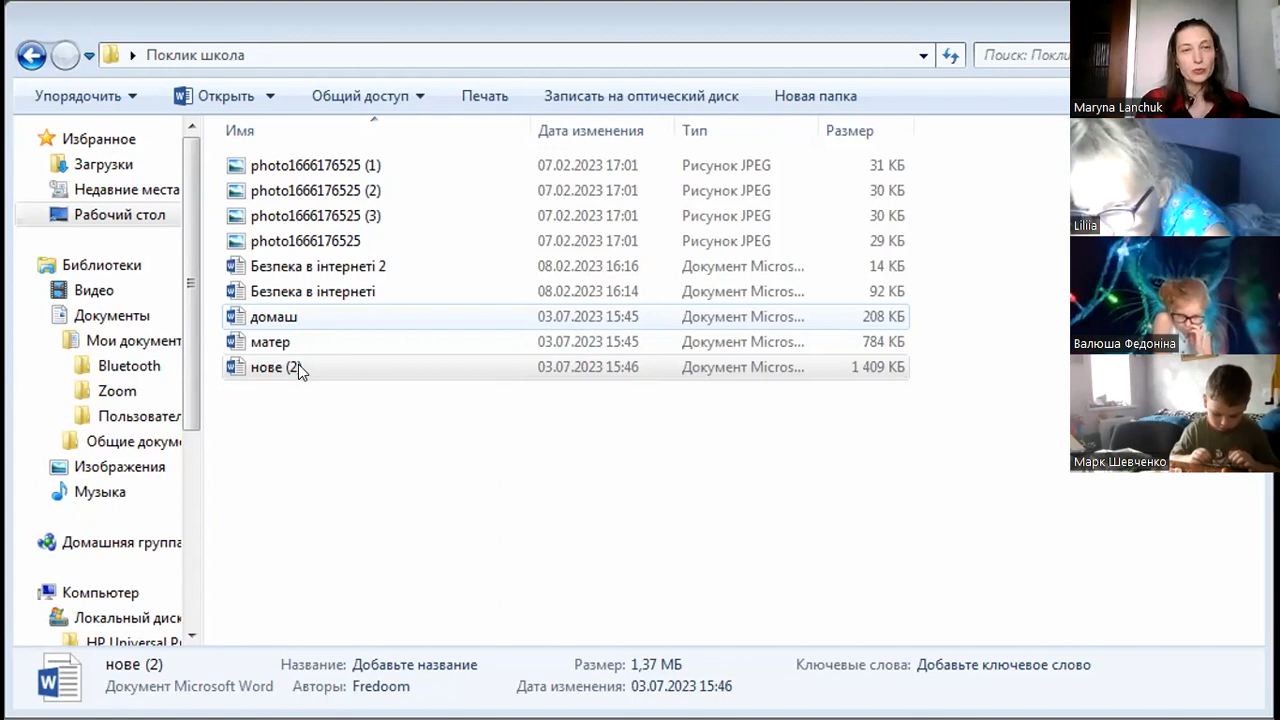 Поклик школа
Поиск: Покли
Упорядочить
Открыть
Общий доступ
Печать
Записать на оптический диск
Новая папка
Имя
Дата изменения
Тип
Размер
photo1666176525 (1) 07.02.2023 17:01 Рисунок JPEG 31 КБ
photo1666176525 (2) 07.02.2023 17:01 Рисунок JPEG 30 КБ
photo1666176525 (3) 07.02.2023 17:01 Рисунок JPEG 30 КБ
photo1666176525 07.02.2023 17:01 Рисунок JPEG 29 КБ
Безпека в інтернеті 2 08.02.2023 16:16 Документ Micros... 14 КБ
Безпека в інтернеті 08.02.2023 16:14 Документ Micros... 92 КБ
домаш 03.07.2023 15:45 Документ Micros... 208 КБ
матер 03.07.2023 15:45 Документ Micros... 784 КБ
нове (2) 03.07.2023 15:46 Документ Micros... 1 409 КБ
Избранное
Загрузки
Недавние места
Рабочий стол
Библиотеки
Видео
Документы
Мои документ
Bluetooth
Zoom
Пользовател
Общие докуме
Изображения
Музыка
Домашняя группа
Компьютер
Локальный диск
HP Universal Pr
нове (2)
Документ Microsoft Word
Название: Добавьте название
Авторы: Fredoom
Размер: 1,37 МБ
Дата изменения: 03.07.2023 15:46
Ключевые слова: Добавьте ключевое слово
Maryna Lanchuk
Liliia
Валюша Федоніна
Марк Шевченко